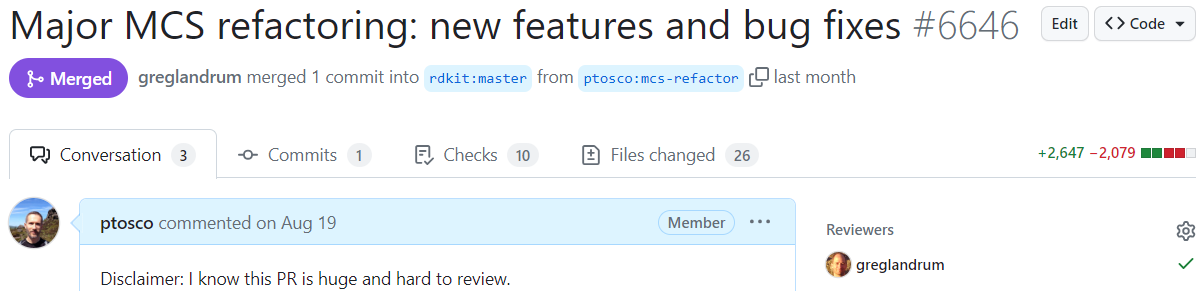 Major MCS refactoring: new features and bug fixes #6646 Edit <> Code
Merged greglandrum merged 1 commit into rdkit:master from ptosco:mcs-refactor last month
Conversation 3 Commits 1 Checks 10 Files changed 26 +2,647 −2,079
ptosco commented on Aug 19 Member ...
Reviewers
greglandrum
Disclaimer: I know this PR is huge and hard to review.